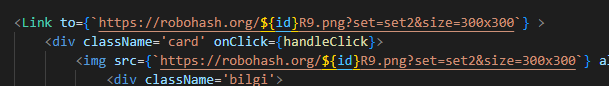 <Link to={`https://robohash.org/${id}R9.png?set=set2&size=300x300`} >
<div className='card' onClick={handleClick}>
<img src={`https://robohash.org/${id}R9.png?set=set2&size=300x300`} al
<div className='bilgi'>